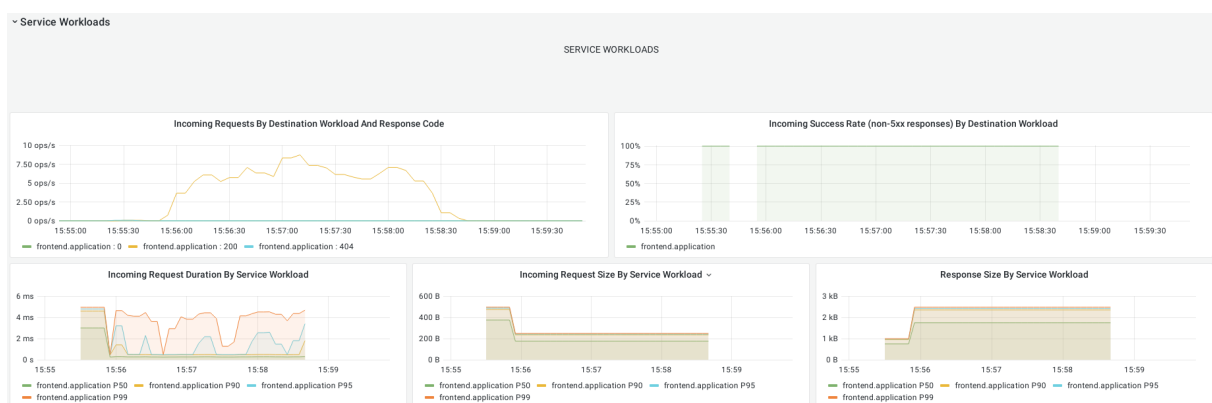 Service Workloads
SERVICE WORKLOADS
Incoming Requests By Destination Workload And Response Code
10 ops/s
7.50 ops/s
5 ops/s
2.50 ops/s
0 ops/s
15:55:00 15:55:30 15:56:00 15:56:30 15:57:00 15:57:30 15:58:00 15:58:30 15:59:00 15:59:30
frontend.application : 0 frontend.application : 200 frontend.application : 404
Incoming Success Rate (non-5xx responses) By Destination Workload
100%
75%
50%
25%
0%
15:55:00 15:55:30 15:56:00 15:56:30 15:57:00 15:57:30 15:58:00 15:58:30 15:59:00 15:59:30
frontend.application
Incoming Request Duration By Service Workload
6 ms
4 ms
2 ms
0 s
15:55 15:56 15:57 15:58 15:59
frontend.application P50 frontend.application P90 frontend.application P95
frontend.application P99
Incoming Request Size By Service Workload
600 B
400 B
200 B
0 B
15:55 15:56 15:57 15:58 15:59
frontend.application P50 frontend.application P90 frontend.application P95
frontend.application P99
Response Size By Service Workload
3 kB
2 kB
1 kB
0 B
15:55 15:56 15:57 15:58 15:59
frontend.application P50 frontend.application P90 frontend.application P95
frontend.application P99